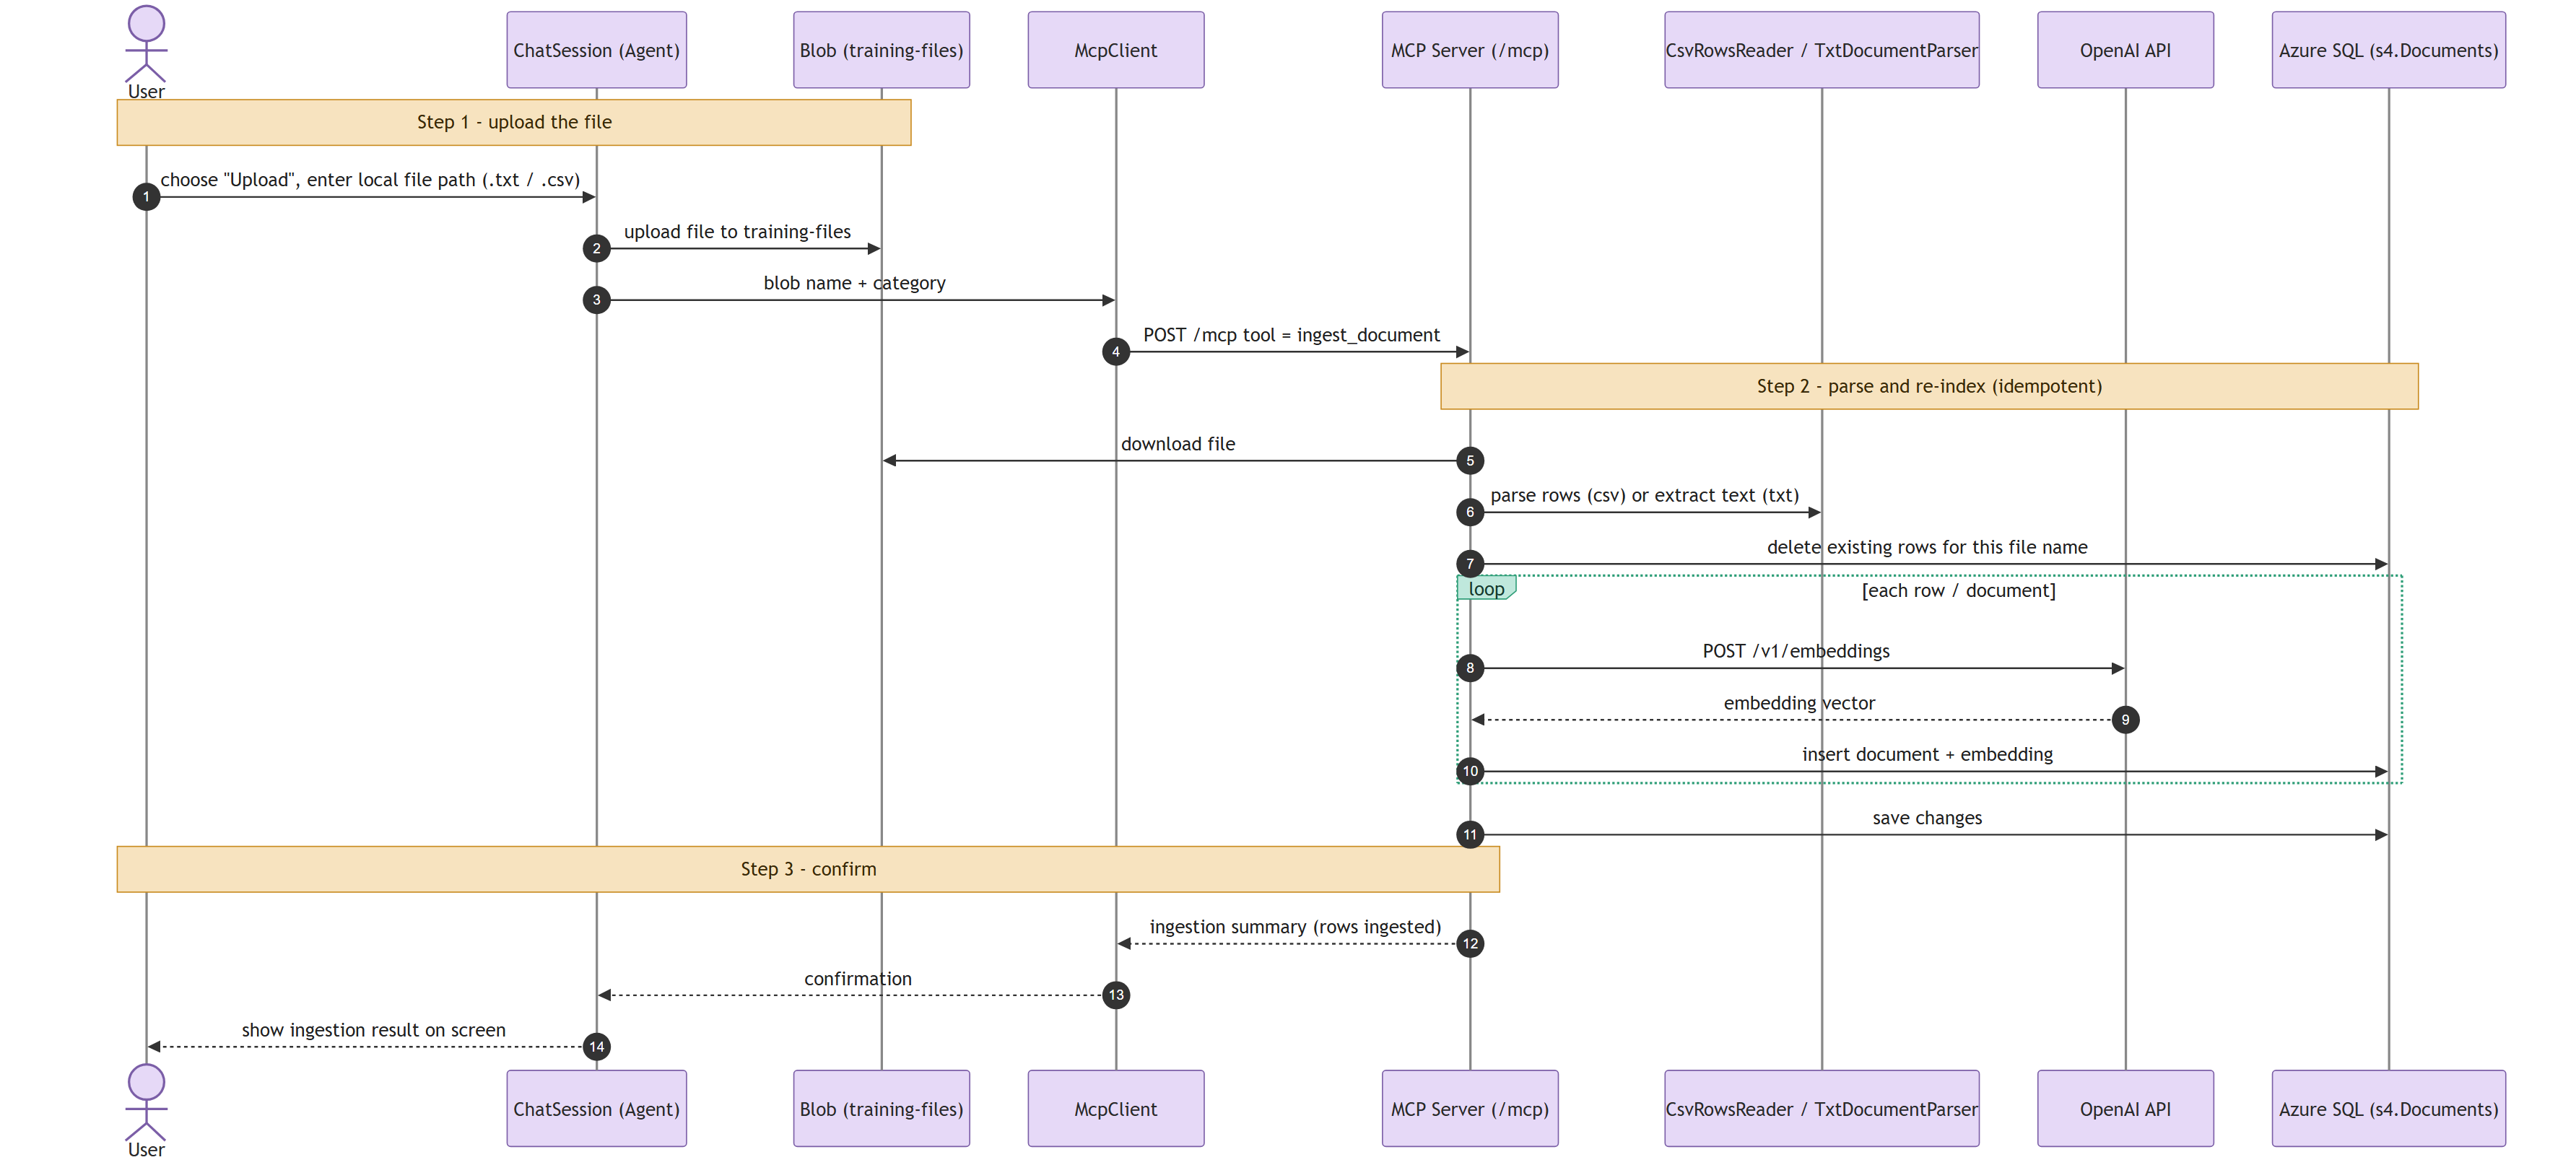 ChatSession (Agent)
Blob (training-files)
McpClient
MCP Server (/mcp)
CsvRowsReader / TxtDocumentParser
OpenAI API
Azure SQL (s4.Documents)
User
Step 1 - upload the file
choose "Upload", enter local file path (.txt / .csv)
1
upload file to training-files
2
blob name + category
3
POST /mcp tool = ingest_document
4
Step 2 - parse and re-index (idempotent)
download file
5
parse rows (csv) or extract text (txt)
6
delete existing rows for this file name
7
loop
[each row / document]
POST /v1/embeddings
8
embedding vector
9
insert document + embedding
10
save changes
11
Step 3 - confirm
ingestion summary (rows ingested)
12
confirmation
13
show ingestion result on screen
14
ChatSession (Agent)
Blob (training-files)
McpClient
MCP Server (/mcp)
CsvRowsReader / TxtDocumentParser
OpenAI API
Azure SQL (s4.Documents)
User